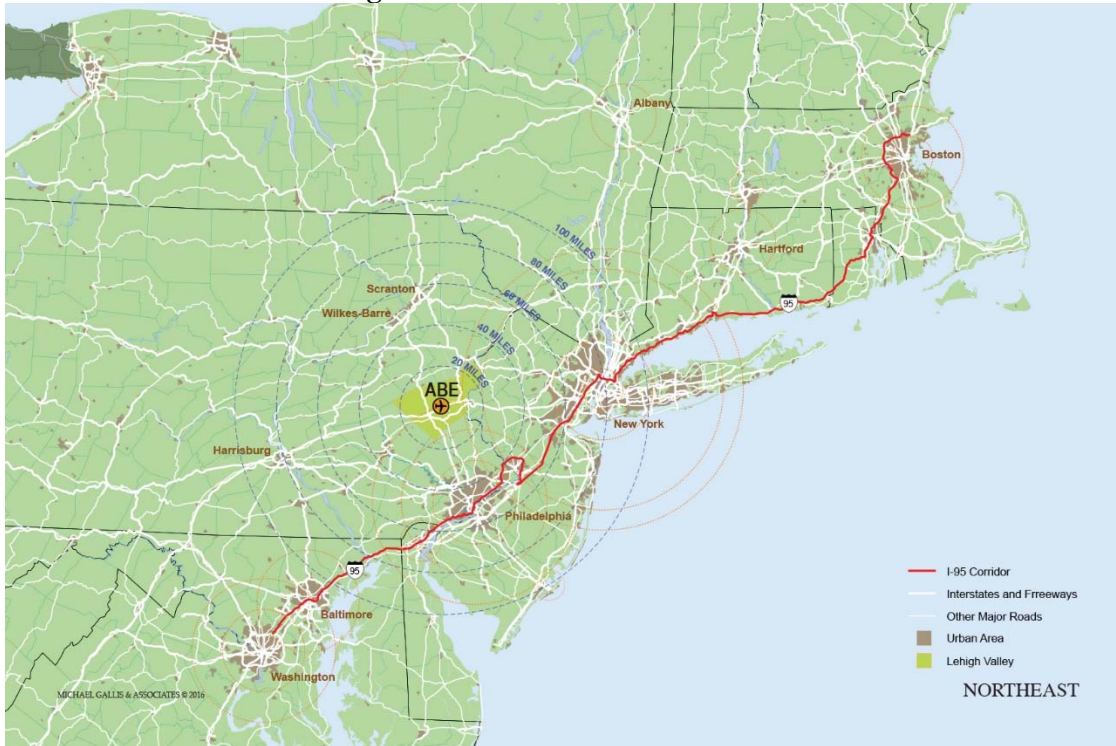 Albany
Boston
100 MILES
80 MILES
Hartford
Scranton
60 MILES
95
Wilkes-Barre
40 MILES
20 MILES
ABE
New York
Harrisburg
Philadelphia
95
I-95 Corridor
Interstates and Frreeways
Baltimore
Other Major Roads
Urban Area
Lehigh Valley
Washington
MICHAEL GALLIS & ASSOCIATES © 2016
NORTHEAST